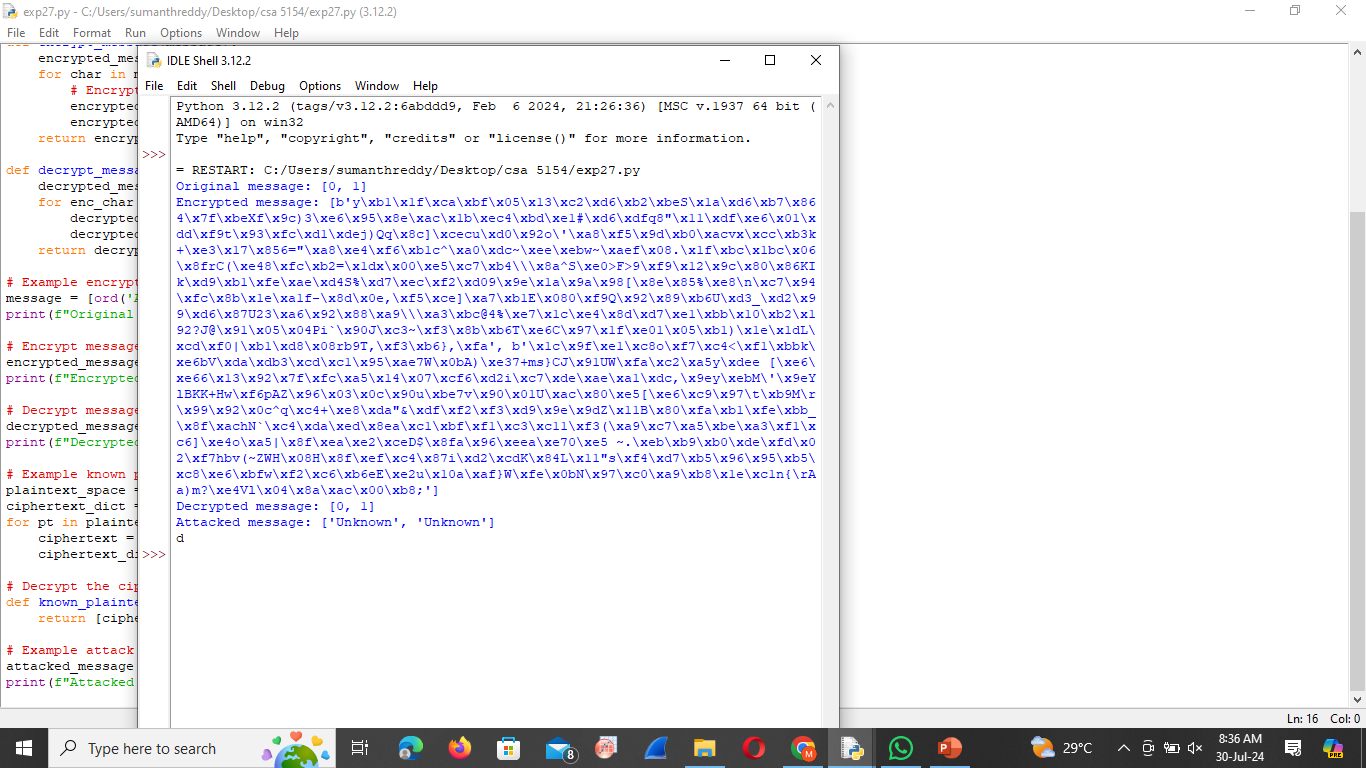 exp27.py - C:/Users/sumanthreddy/Desktop/csa 5154/exp27.py (3.12.2)
File Edit Format Run Options Window Help
encrypted_mes
for char in m
# Encrypt
encrypted
encrypted
return encryp
def decrypt_messa
decrypted_mes
for enc_char
decrypted
decrypted
return decryp
# Example encrypt
message = [ord('A
print(f"Original
# Encrypt message
encrypted_message
print(f"Encrypted
# Decrypt message
decrypted_message
print(f"Decrypted
# Example known p
plaintext_space =
ciphertext_dict =
for pt in plainte
ciphertext =
ciphertext_di
# Decrypt the cip
def known_plainte
return [ciphe
# Example attack
attacked_message
print(f"Attacked
IDLE Shell 3.12.2
File Edit Shell Debug Options Window Help
Python 3.12.2 (tags/v3.12.2:6abddd9, Feb  6 2024, 21:26:36) [MSC v.1937 64 bit (
AMD64)] on win32
Type "help", "copyright", "credits" or "license()" for more information.
>>>
= RESTART: C:/Users/sumanthreddy/Desktop/csa 5154/exp27.py
Original message: [0, 1]
Encrypted message: [b'y\xb1\x1f\xca\xbf\x05\x13\xc2\xd6\xb2\xbeS\x1a\xd6\xb7\x86
4\x7f\xbeXf\x9c)3\xe6\x95\x8e\xac\x1b\xec4\xbd\xe1#\xd6\xdfq8"\x11\xdf\xe6\x01\x
dd\xf9t\x93\xfc\xd1\xdej)Qq\x8c]\xcecu\xd0\x92o\'\xa8\xf5\x9d\xb0\xacvx\xcc\xb3k
+\xe3\x17\x856="\xa8\xe4\xf6\xb1c^\xa0\xdc~\xee\xebw~\xaef\x08.\x1f\xbc\x1bc\x06
\x8frC(\xe48\xfc\xb2=\x1dx\x00\xe5\xc7\xb4\\\x8a^S\xe0>F>9\xf9\x12\x9c\x80\x86KI
k\xd9\xb1\xfe\xae\xd4S%\xd7\xec\xf2\xd09\x9e\x1a\x9a\x98[\x8e\x85%\xe8\n\xc7\x94
\xfc\x8b\x1e\xa1f-\x8d\x0e,\xf5\xce]\xa7\xb1E\x080\xf9Q\x92\x89\xb6U\xd3_\xd2\x9
9\xd6\x87U23\xa6\x92\x88\xa9\\\xa3\xbc@4%\xe7\x1c\xe4\x8d\xd7\xe1\xbb\x10\xb2\x1
92?J@\x91\x05\x04Pi`\x90J\xc3~\xf3\x8b\xb6T\xe6C\x97\x1f\xe01\x05\xb1)\x1e\x1dL\
xcd\xf0|\xb1\xd8\x08rb9T,\xf3\xb6},\xfa', b'\x1c\x9f\xe1\xc8o\xf7\xc4<\xf1\xbbk\
xe6bV\xda\xdb3\xcd\xc1\x95\xae7W\x0bA)\xe37+ms}CJ\x91UW\xfa\xc2\xa5y\xdee [\xe6\
xe66\x13\x92\x7f\xfc\xa5\x14\x07\xcf6\xd2i\xc7\xde\xae\xa1\xdc,\x9ey\xebM\'\x9eY
1BKK+Hw\xf6pAZ\x96\x03\x0c\x90u\xbe7v\x90\x01U\xac\x80\xe5[\xe6\xc9\x97\t\xb9M\r
\x99\x92\x0c^q\xc4+\xe8\xda"&\xdf\xf2\xf3\xd9\x9e\x9dZ\x11B\x80\xfa\xb1\xfe\xbb_
\x8f\xachN`\xc4\xda\xed\x8ea\xc1\xbf\xf1\xc3\xc11\xf3(\xa9\xc7\xa5\xbe\xa3\xf1\x
c6]\xe4o\xa5|\x8f\xea\xe2\xceD$\x8fa\x96\xeea\xe70\xe5 ~.\xeb\xb9\xb0\xde\xfd\x0
2\xf7hbv(~ZWH\x08H\x8f\xef\xc4\x87i\xd2\xcdK\x84L\x11"s\xf4\xd7\xb5\x96\x95\xb5\
xc8\xe6\xbfw\xf2\xc6\xb6eE\xe2u\x10a\xaf}W\xfe\x0bN\x97\xc0\xa9\xb8\x1e\xc1n{\rA
a)m?\xe4Vl\x04\x8a\xac\x00\xb8;']
Decrypted message: [0, 1]
Attacked message: ['Unknown', 'Unknown']
d
>>>
Ln: 16 Col: 0
Type here to search
8
29°C
8:36 AM
30-Jul-24
PRE